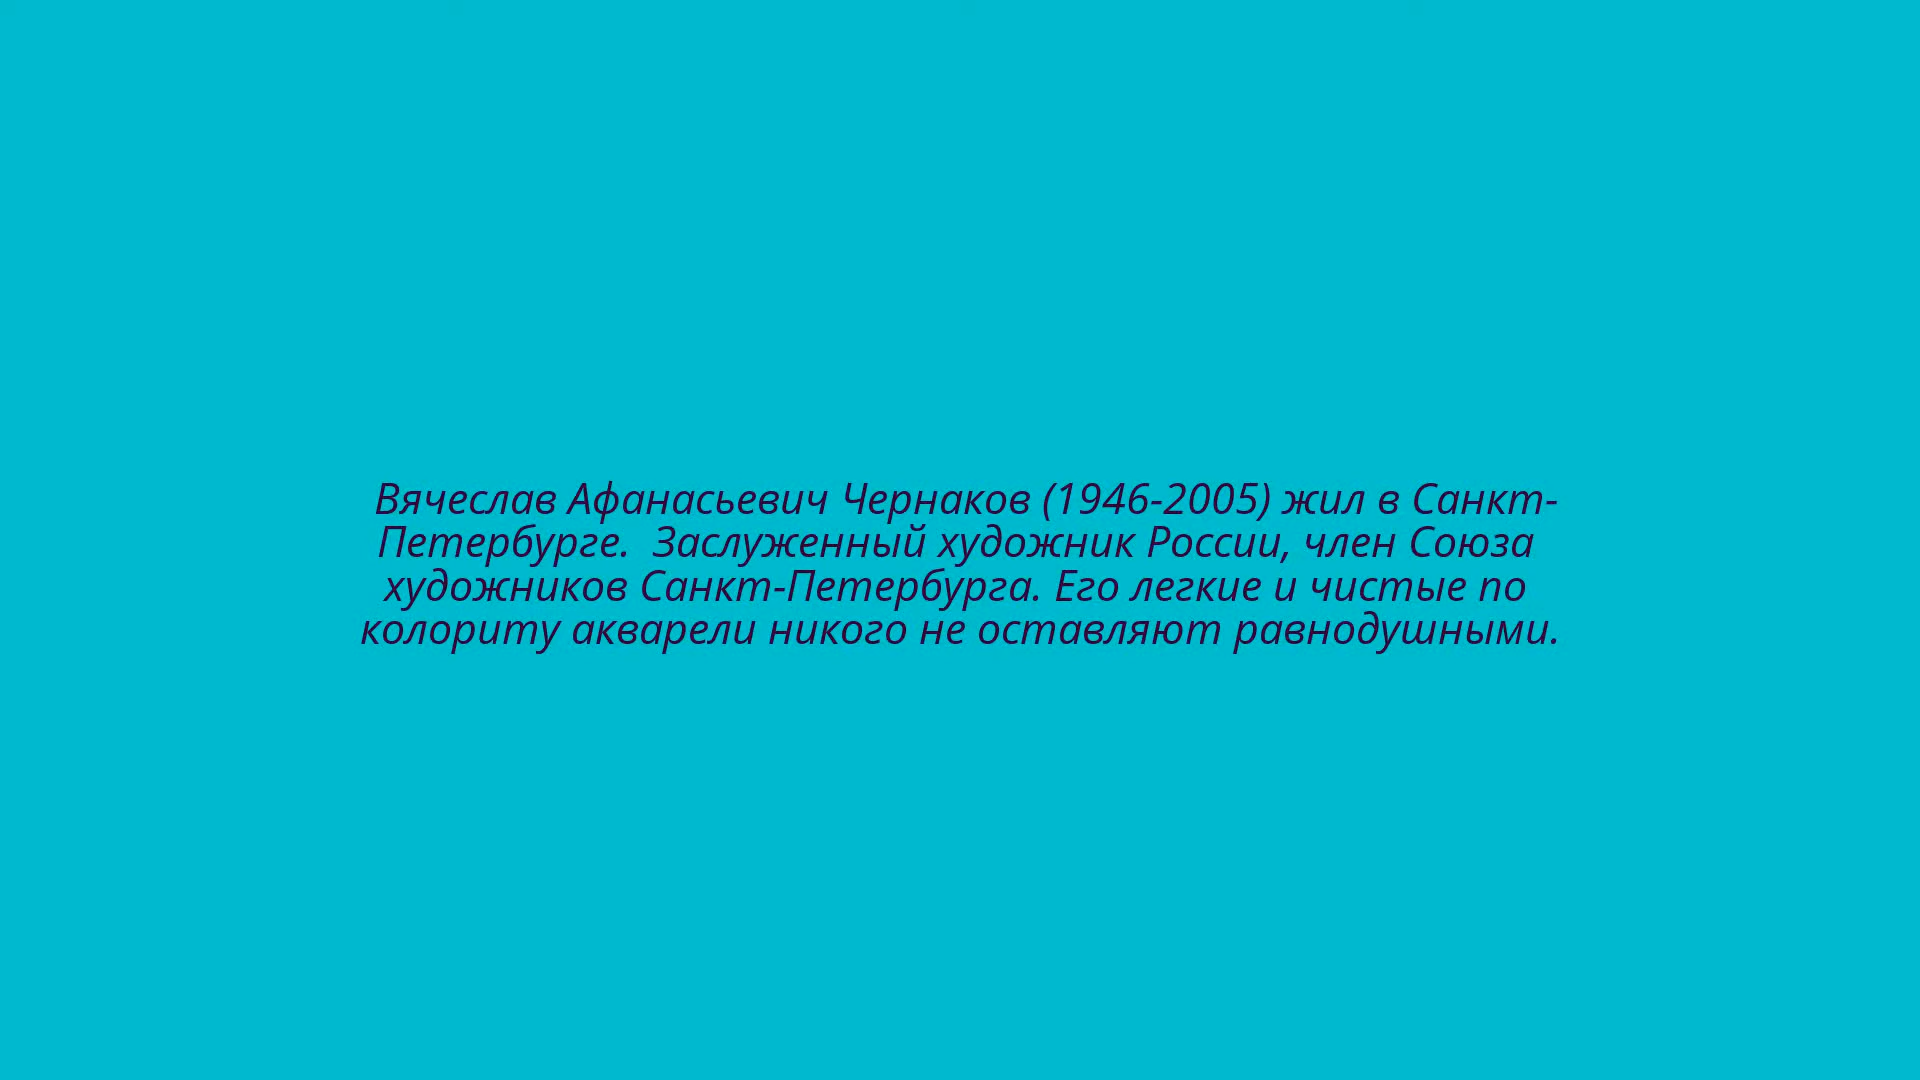 Вячеслав Афанасьевич Чернаков (1946-2005) жил в Санкт-
Петербурге.  Заслуженный художник России, член Союза
художников Санкт-Петербурга. Его легкие и чистые по
колориту акварели никого не оставляют равнодушными.